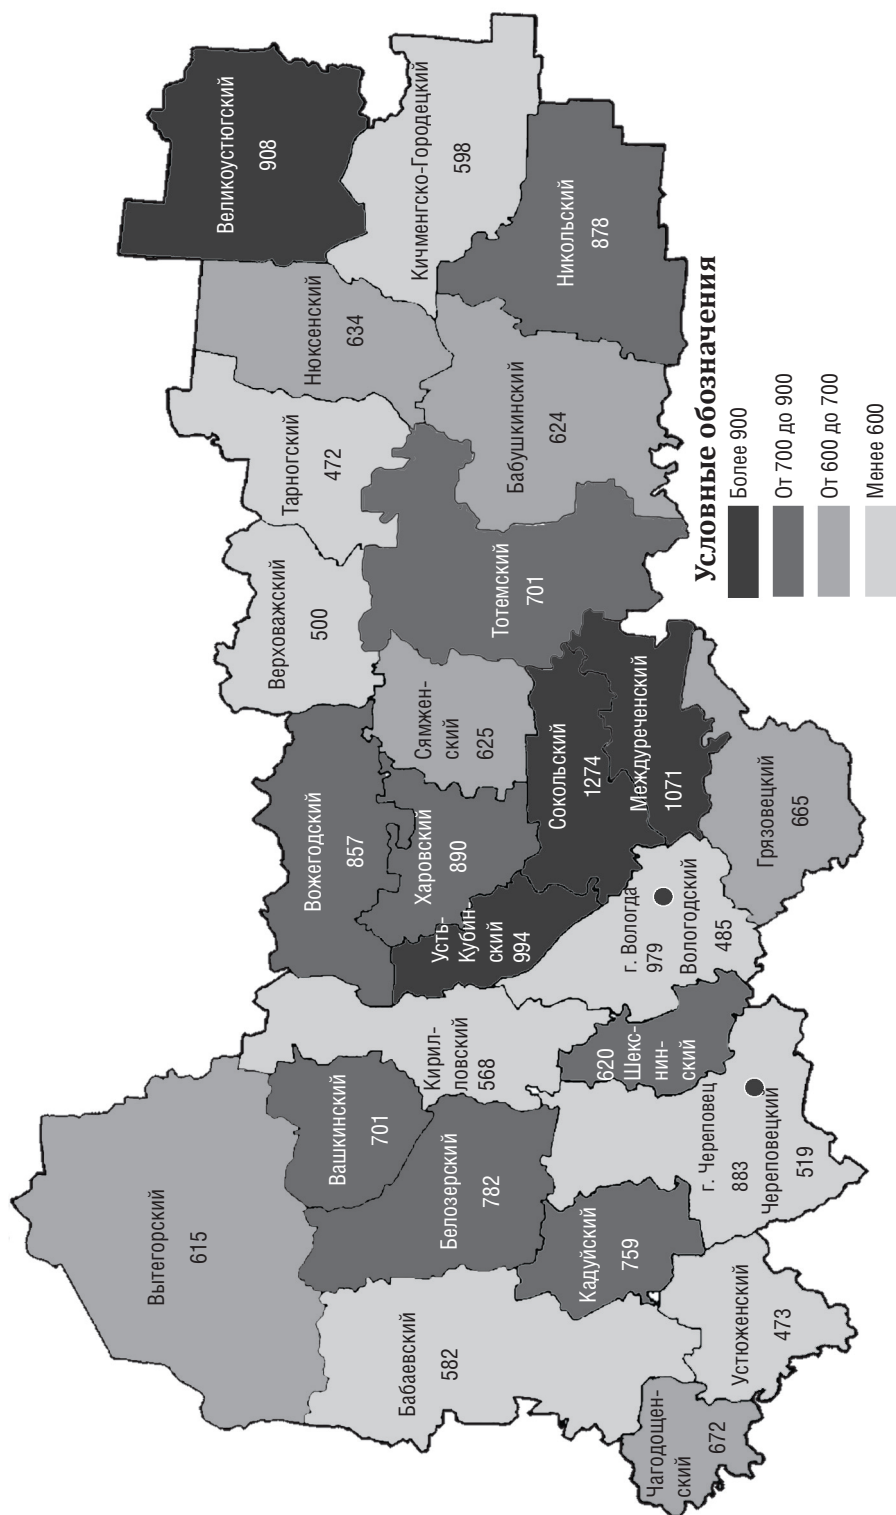 Вытегорский
615
Бабаевский
582
Чагодощен-
ский
672
Устюженский
473
Кадуйский
759
Белозерский
782
Вашкинский
701
Кирил-
ловский
568
г. Череповец
883
Череповецкий
519
620
Шекс-
нин-
ский
г. Вологда
979
Вологодский
485
Усть-
Кубин-
ский
994
Вожегодский
857
Харовский
890
Сокольский
1274
Междуреченский
1071
Грязовецкий
665
Сямжен-
ский
625
Верховажский
500
Тарногский
472
Тотемский
701
Нюксенский
634
Бабушкинский
624
Великоустюгский
908
Кичменгско-Городецкий
598
Никольский
878
Условные обозначения
Более 900
От 700 до 900
От 600 до 700
Менее 600